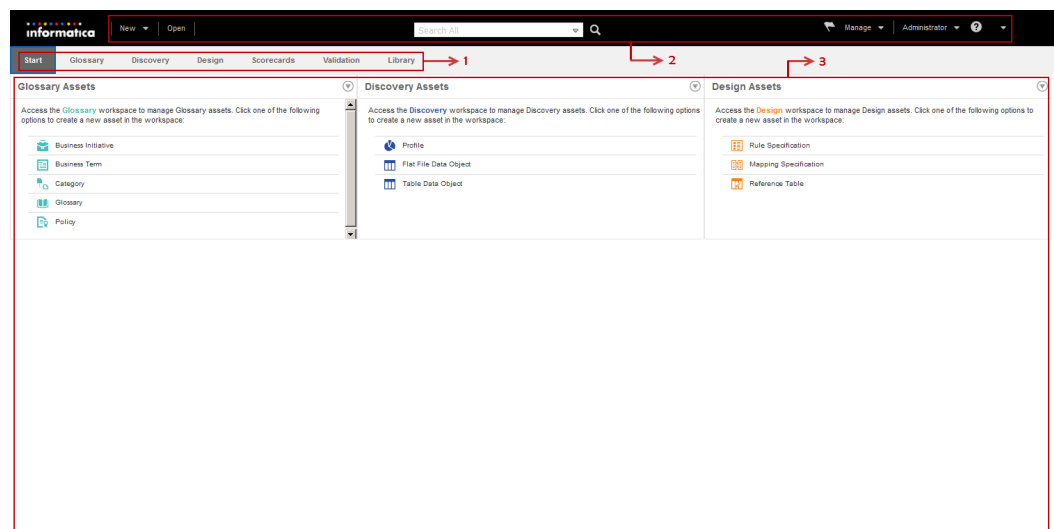 informatica New Open Search All Manage Administrator ?
Start Glossary Discovery Design Scorecards Validation Library 1 2 3
Glossary Assets
Access the Glossary workspace to manage Glossary assets. Click one of the following
options to create a new asset in the workspace:
Business Initiative
Business Term
Category
Glossary
Policy
Discovery Assets
Access the Discovery workspace to manage Discovery assets. Click one of the following options
to create a new asset in the workspace:
Profile
Flat File Data Object
Table Data Object
Design Assets
Access the Design workspace to manage Design assets. Click one of the following options to
create a new asset in the workspace:
Rule Specification
Mapping Specification
Reference Table